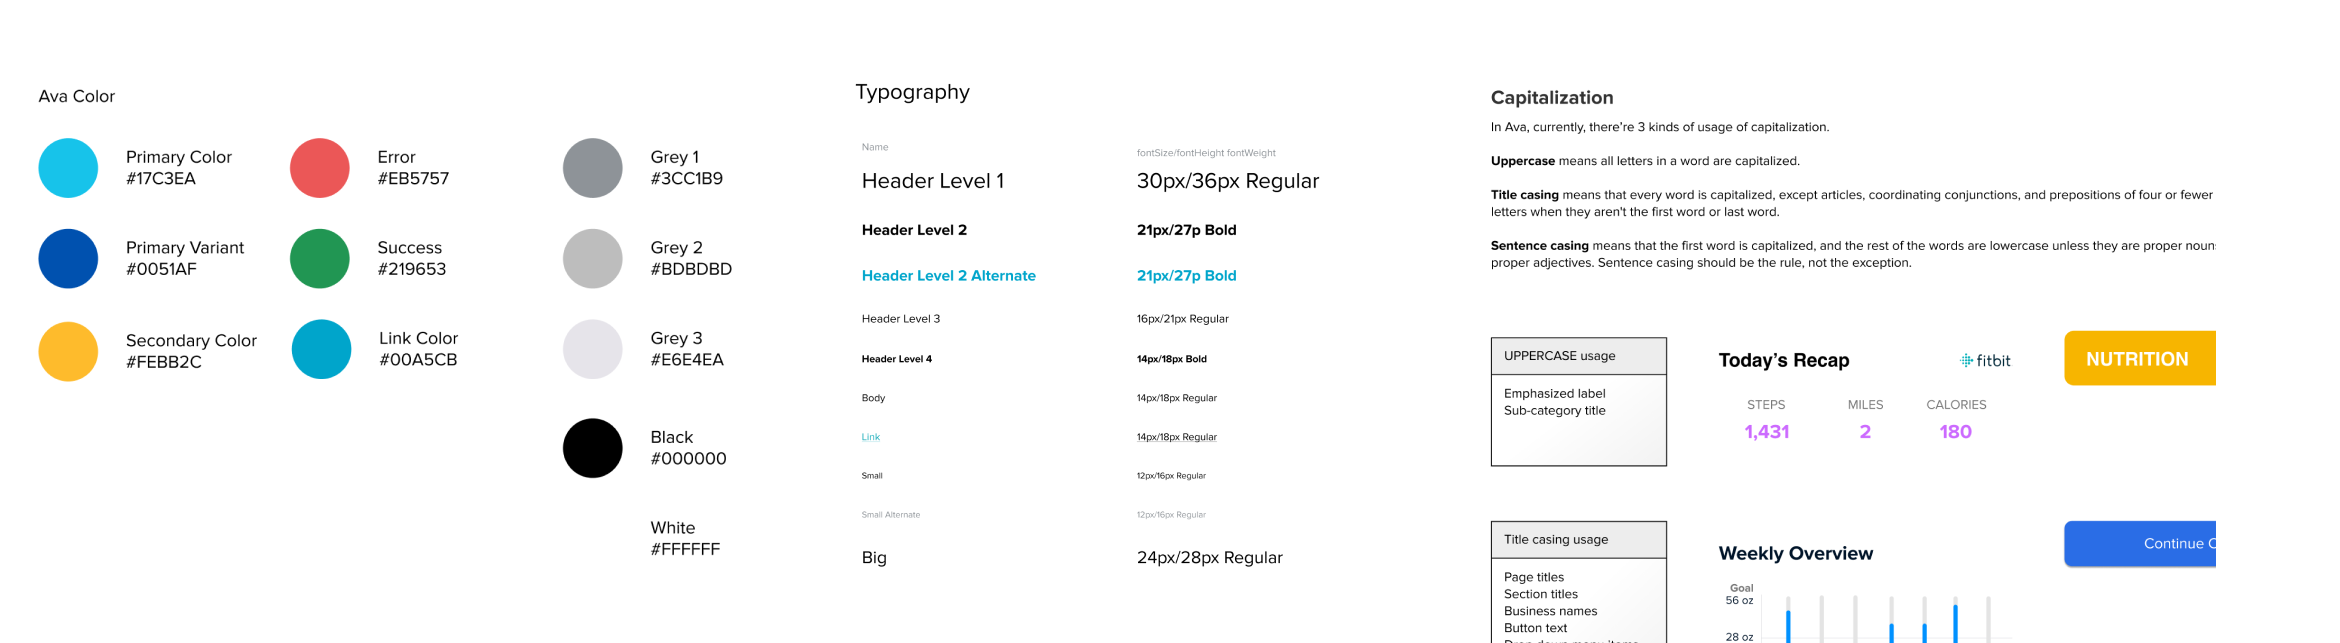 Ava Color
Primary Color
#17C3EA
Primary Variant
#0051AF
Secondary Color
#FEBB2C
Error
#EB5757
Success
#219653
Link Color
#00A5CB
Grey 1
#3CC1B9
Grey 2
#BDBDBD
Grey 3
#E6E4EA
Black
#000000
White
#FFFFFF
Typography
Name
fontSize/fontHeight fontWeight
Header Level 1
30px/36px Regular
Header Level 2
21px/27p Bold
Header Level 2 Alternate
21px/27p Bold
Header Level 3
16px/21px Regular
Header Level 4
14px/18px Bold
Body
14px/18px Regular
Link
14px/18px Regular
Small
12px/16px Regular
Small Alternate
12px/16px Regular
Big
24px/28px Regular
Capitalization
In Ava, currently, there're 3 kinds of usage of capitalization.
Uppercase means all letters in a word are capitalized.
Title casing means that every word is capitalized, except articles, coordinating conjunctions, and prepositions of four or fewer
letters when they aren't the first word or last word.
Sentence casing means that the first word is capitalized, and the rest of the words are lowercase unless they are proper noun
proper adjectives. Sentence casing should be the rule, not the exception.
UPPERCASE usage
Emphasized label
Sub-category title
Today's Recap
fitbit
STEPS
MILES
CALORIES
1,431
2
180
NUTRITION
Title casing usage
Page titles
Section titles
Business names
Button text
Drop down menu items
Weekly Overview
Goal
56 oz
28 oz
Continue